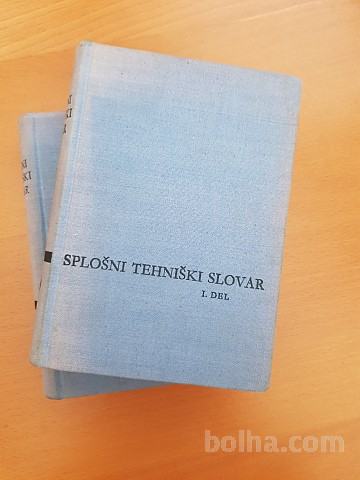 SPLOŠNI TEHNIŠKI SLOVAR
I. DEL
bolha.com